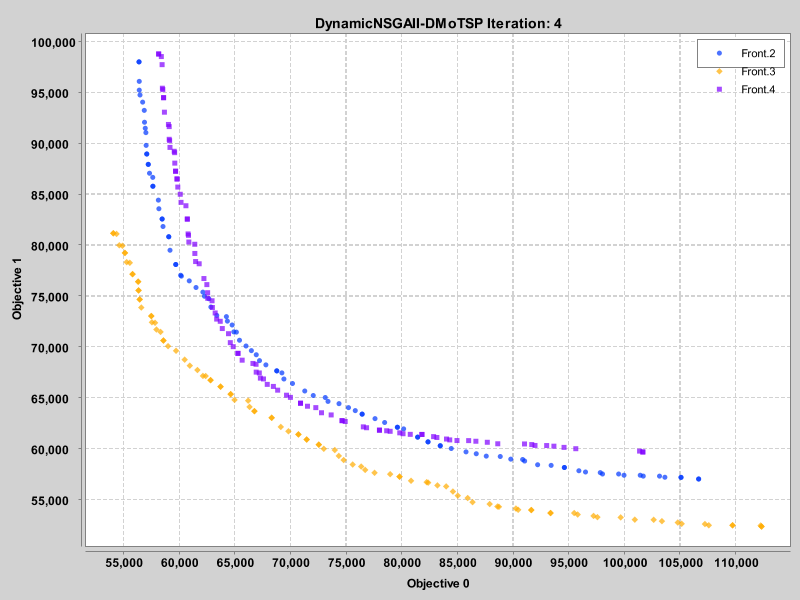 DynamicNSGAII-DMoTSP Iteration: 4
Front.2
Front.3
Front.4
100,000
95,000
90,000
85,000
80,000
75,000
70,000
65,000
60,000
55,000
Objective 1
55,000 60,000 65,000 70,000 75,000 80,000 85,000 90,000 95,000 100,000 105,000 110,000
Objective 0